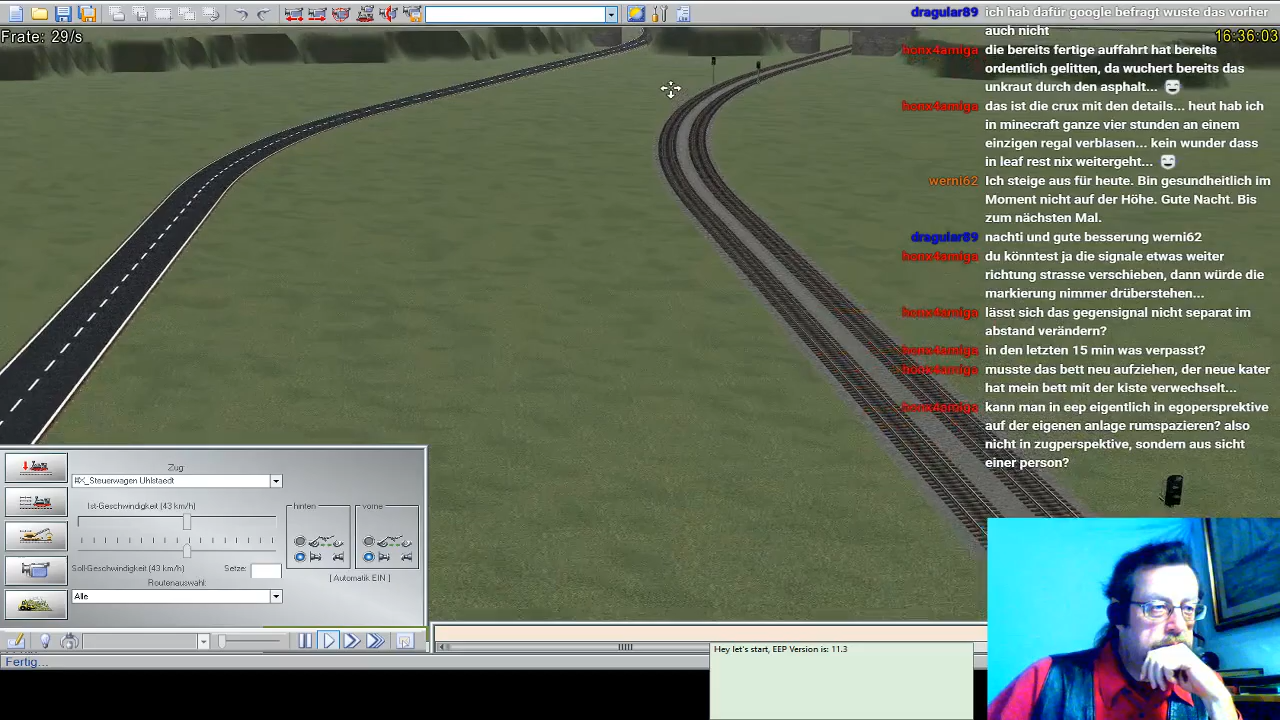 Frate: 29/s
16:36:03
dragular89 ich hab dafür google befragt wuste das vorher
auch nicht
honx4amiga die bereits fertige auffahrt hat bereits
ordentlich gelitten, da wuchert bereits das
unkraut durch den asphalt...
honx4amiga das ist die crux mit den details... heut hab ich
in minecraft ganze vier stunden an einem
einzigen regal verblasen... kein wunder dass
in leaf rest nix weitergeht...
werni62 Ich steige aus für heute. Bin gesundheitlich im
Moment nicht auf der Höhe. Gute Nacht. Bis
zum nächsten Mal.
dragular89 nachti und gute besserung werni62
honx4amiga du könntest ja die signale etwas weiter
richtung strasse verschieben, dann würde die
markierung nimmer drüberstehen...
honx4amiga lässt sich das gegensignal nicht separat im
abstand verändern?
honx4amiga in den letzten 15 min was verpasst?
honx4amiga musste das bett neu aufziehen, der neue kater
hat mein bett mit der kiste verwechselt...
honx4amiga kann man in eep eigentlich in egopersprektive
auf der eigenen anlage rumspazieren? also
nicht in zugperspektive, sondern aus sicht
einer person?
Zug
#X_Steuerwagen Uhlstaedt
Ist-Geschwindigkeit (43 km/h)
hinten
vorne
Soll-Geschwindigkeit (43 km/h)
Setze:
[ Automatik EIN ]
Routenauswahl:
Alle
Hey let's start, EEP Version is: 11.3
Fertig...